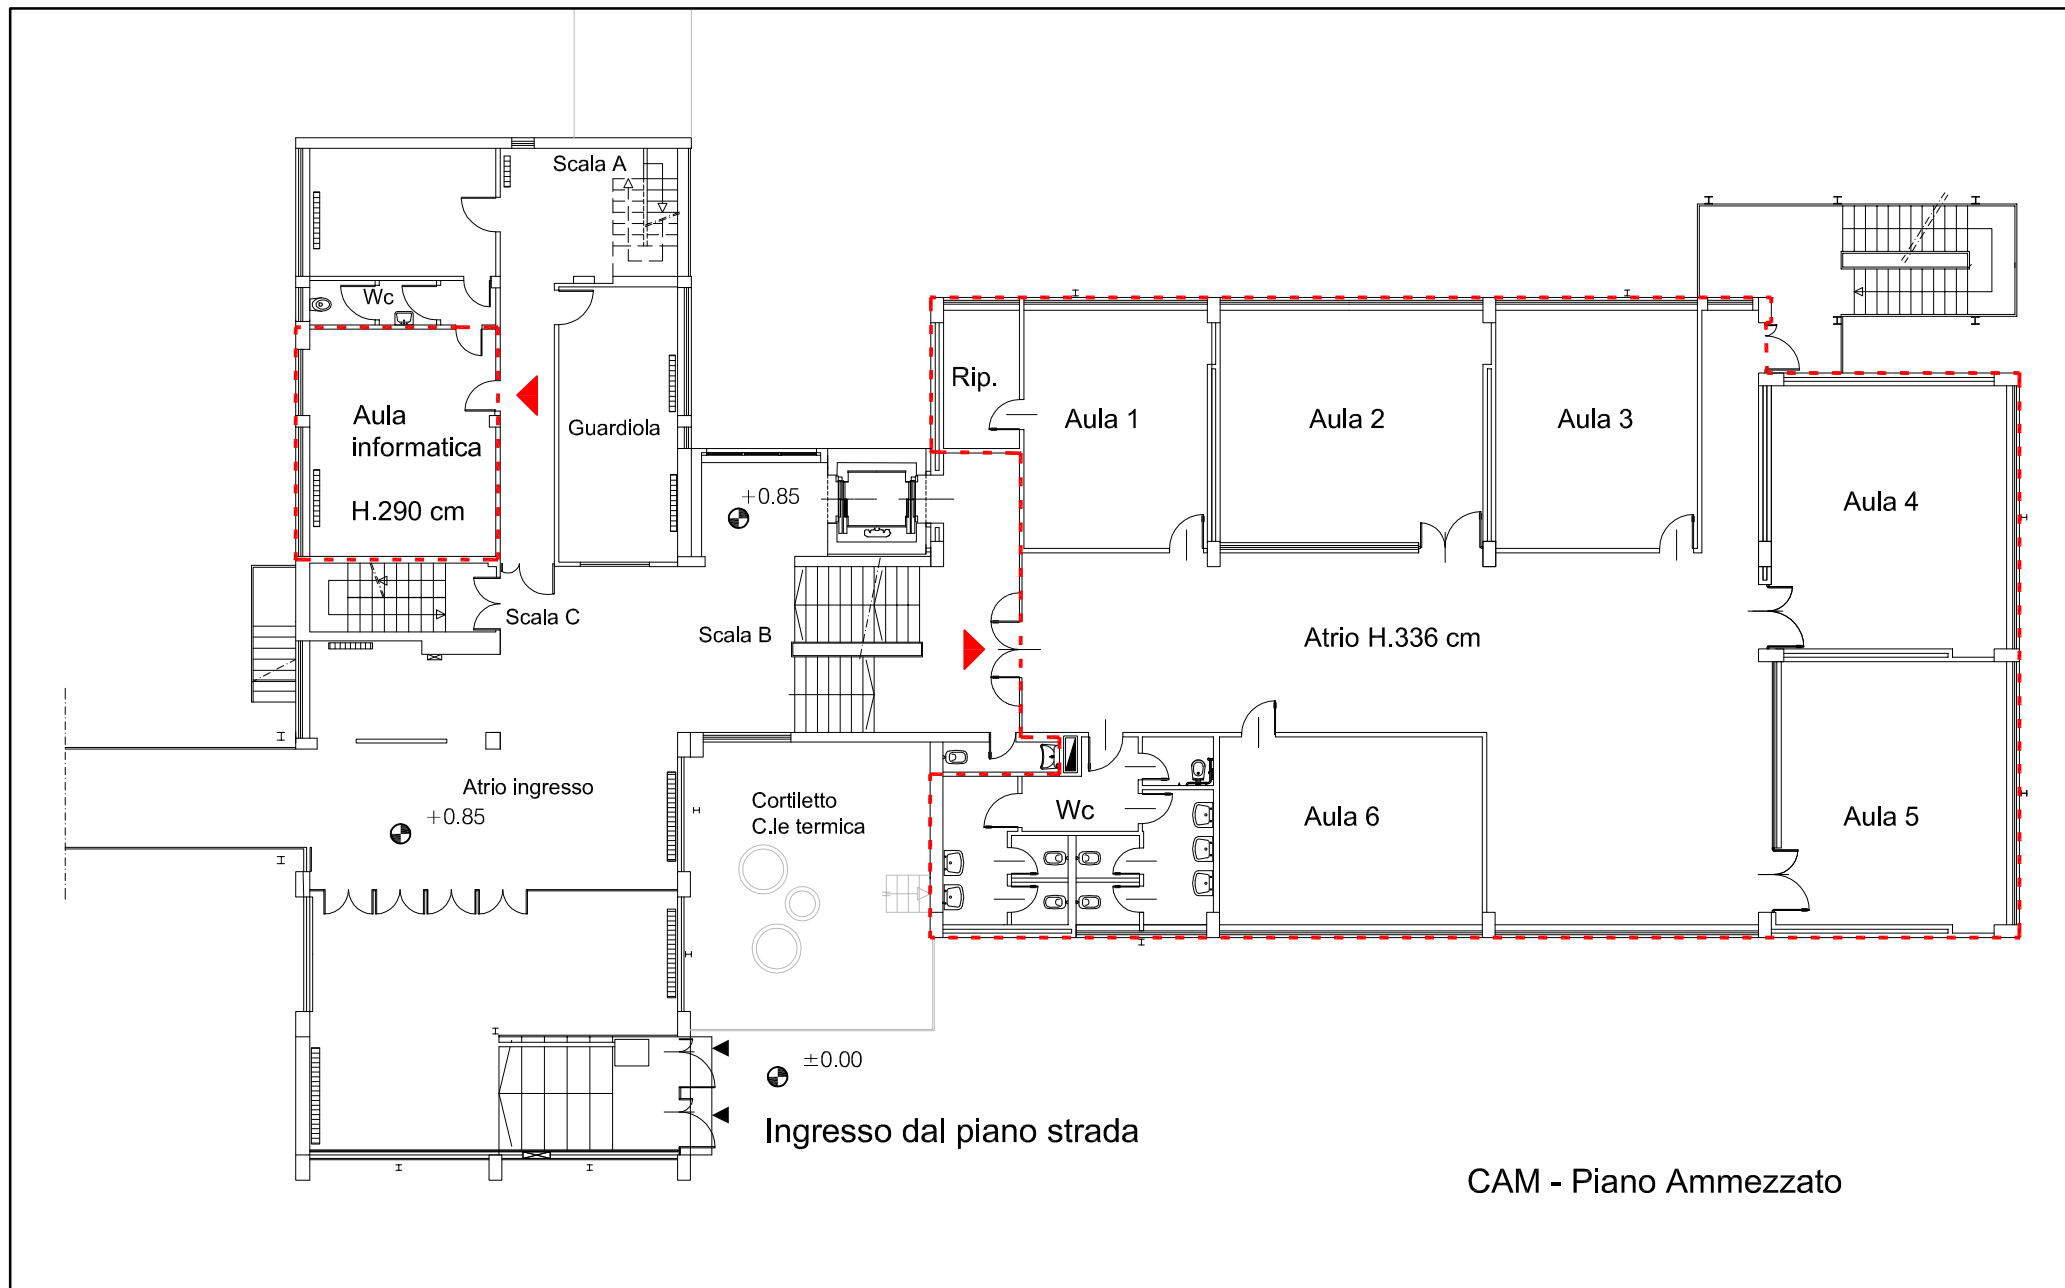 Scala A
Wc
Rip.
Aula 1
Aula 2
Aula 3
Aula
informatica
H.290 cm
Guardiola
+0.85
Aula 4
Scala C
Scala B
Atrio H.336 cm
Atrio ingresso
+0.85
Cortiletto
C.le termica
Wc
Aula 6
Aula 5
±0.00
Ingresso dal piano strada
CAM - Piano Ammezzato